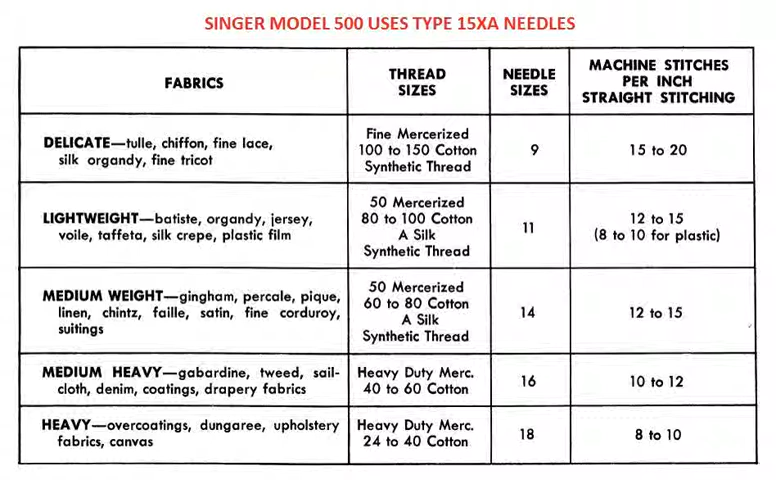 SINGER MODEL 500 USES TYPE 15XA NEEDLES
FABRICS
THREAD
SIZES
NEEDLE
SIZES
MACHINE STITCHES
PER INCH
STRAIGHT STITCHING
DELICATE—tulle, chiffon, fine lace,
silk organdy, fine tricot
Fine Mercerized
100 to 150 Cotton
Synthetic Thread
9
15 to 20
LIGHTWEIGHT—batiste, organdy, jersey,
voile, taffeta, silk crepe, plastic film
50 Mercerized
80 to 100 Cotton
A Silk
Synthetic Thread
11
12 to 15
(8 to 10 for plastic)
MEDIUM WEIGHT—gingham, percale, pique,
linen, chintz, faille, satin, fine corduroy,
suitings
50 Mercerized
60 to 80 Cotton
A Silk
Synthetic Thread
14
12 to 15
MEDIUM HEAVY—gabardine, tweed, sail-
cloth, denim, coatings, drapery fabrics
Heavy Duty Merc.
40 to 60 Cotton
16
10 to 12
HEAVY—overcoatings, dungaree, upholstery
fabrics, canvas
Heavy Duty Merc.
24 to 40 Cotton
18
8 to 10